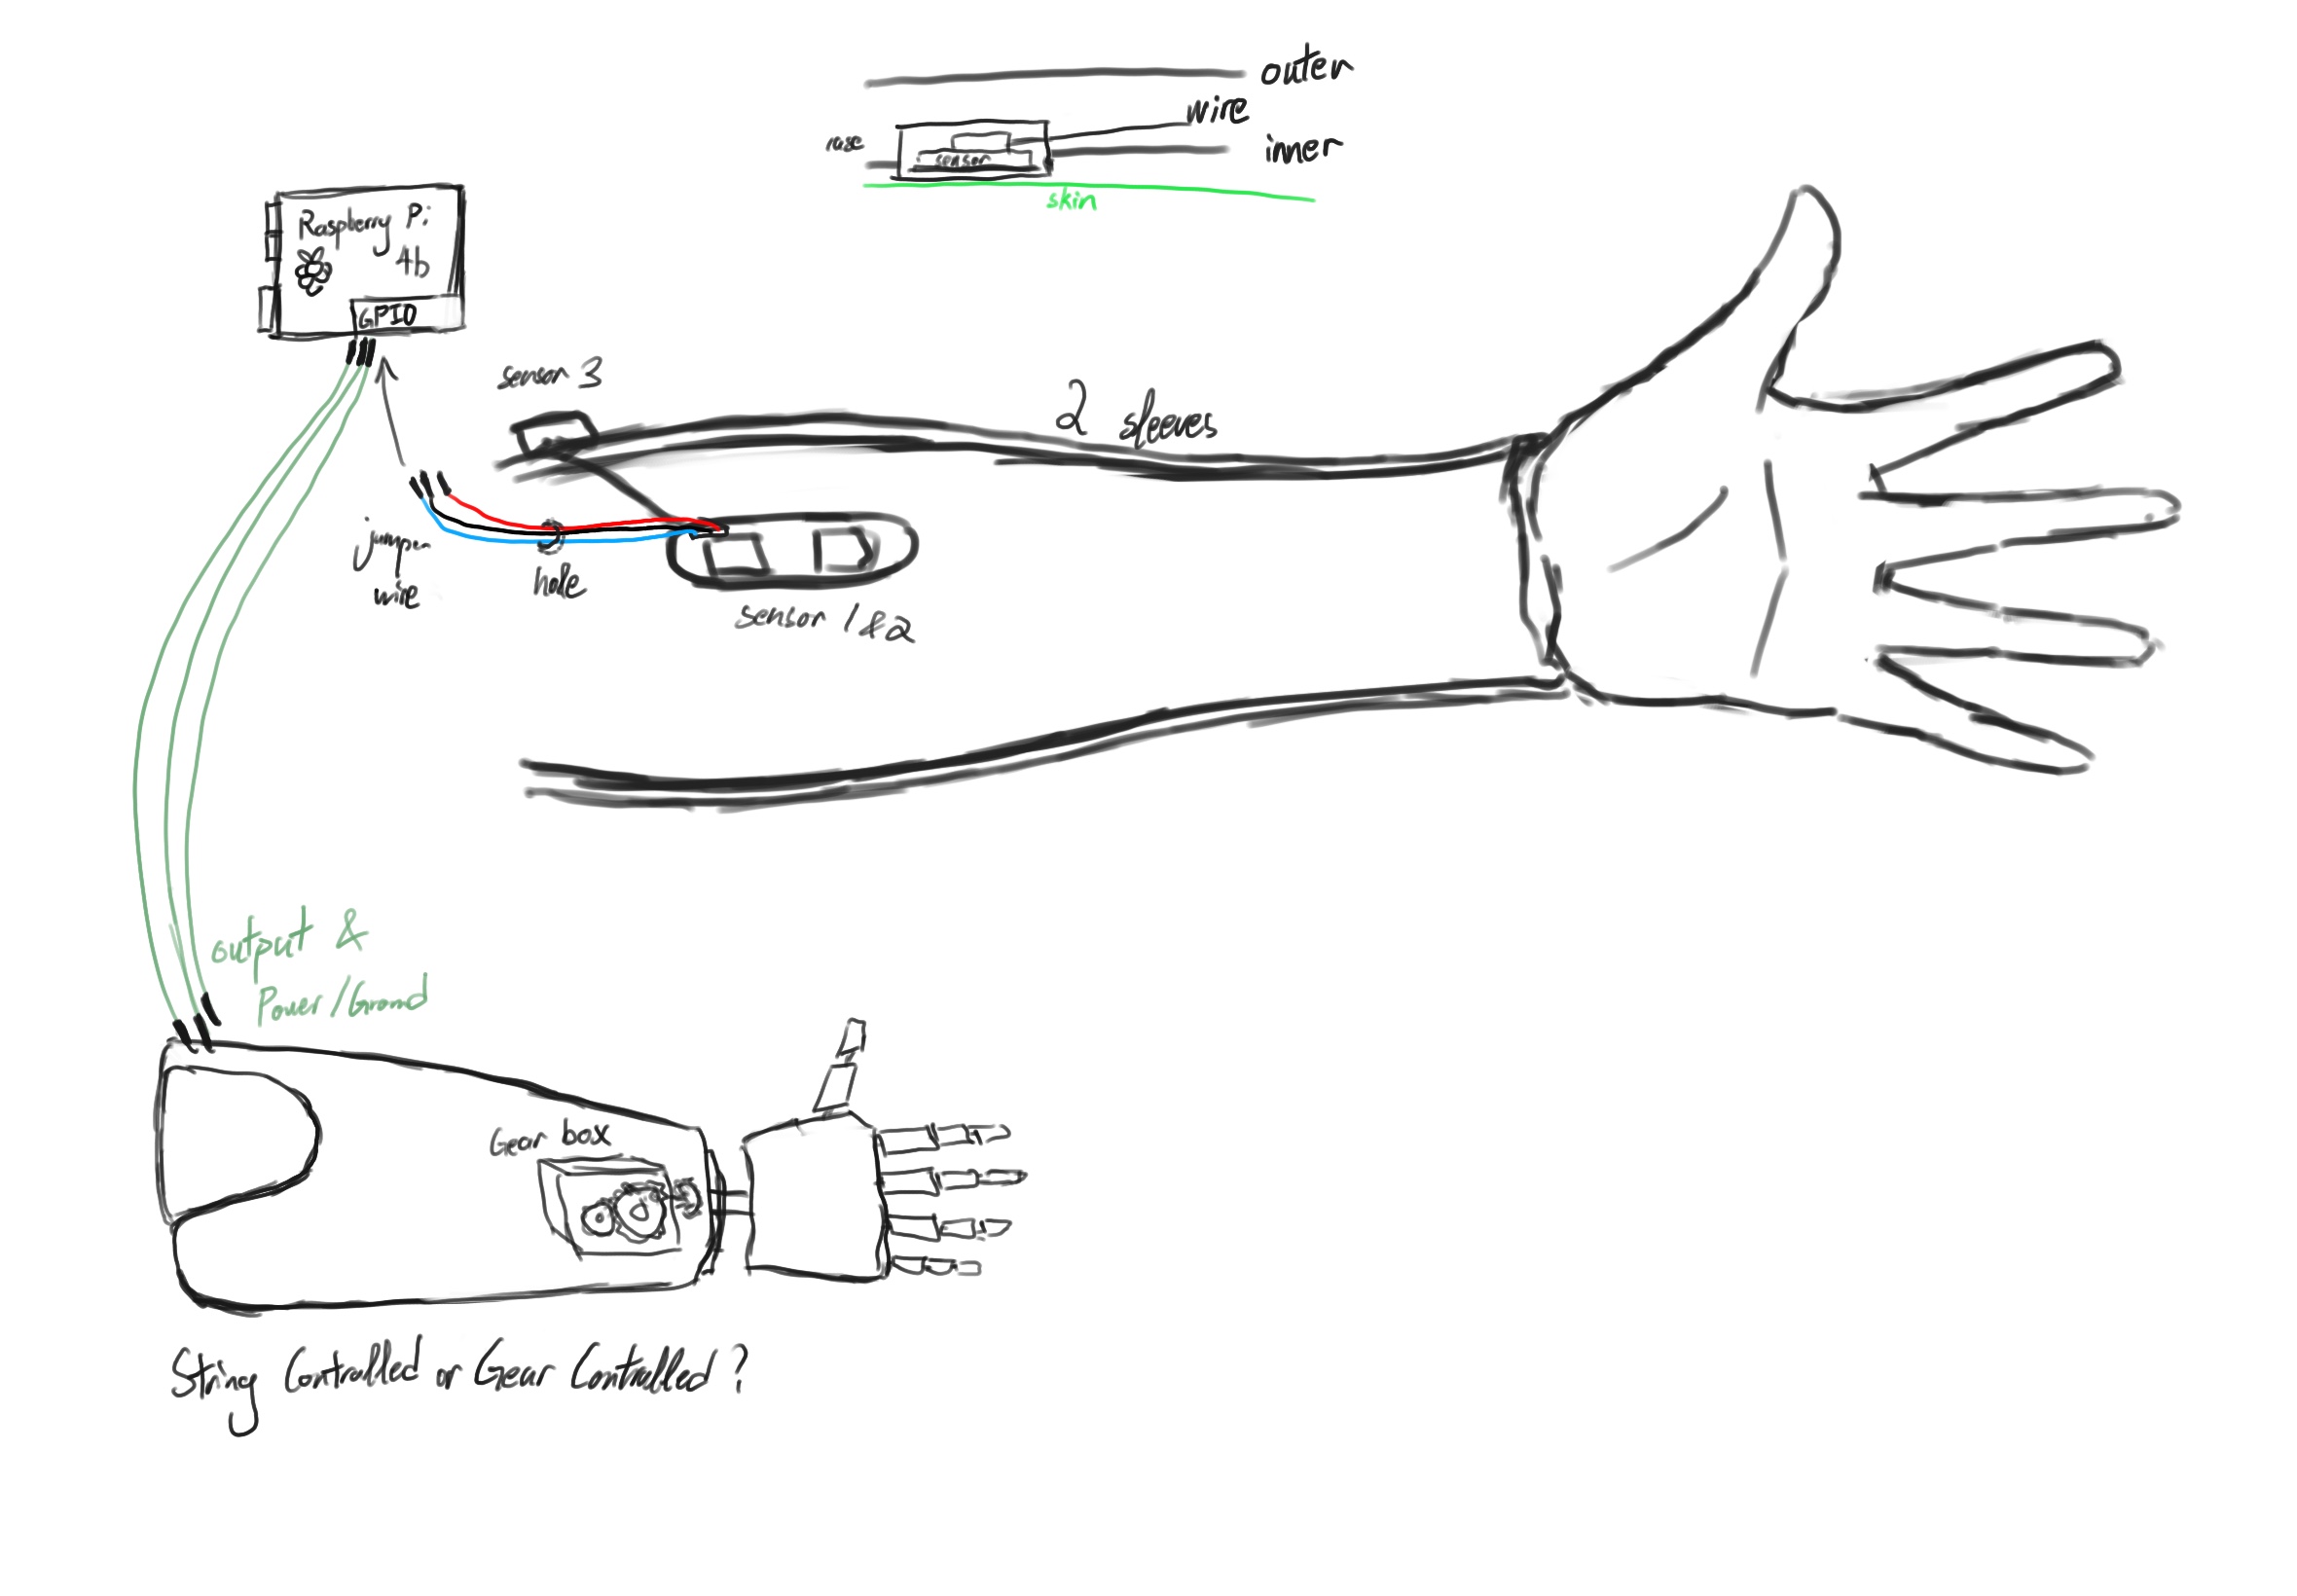 outer
wire
inner
case
sensor
skin
Raspberry Pi
4b
GPIO
sensor 3
2 sleeves
jumper
wire
hole
sensor 1&2
output &
Power/Ground
Gear box
String Controlled or Gear Controlled?